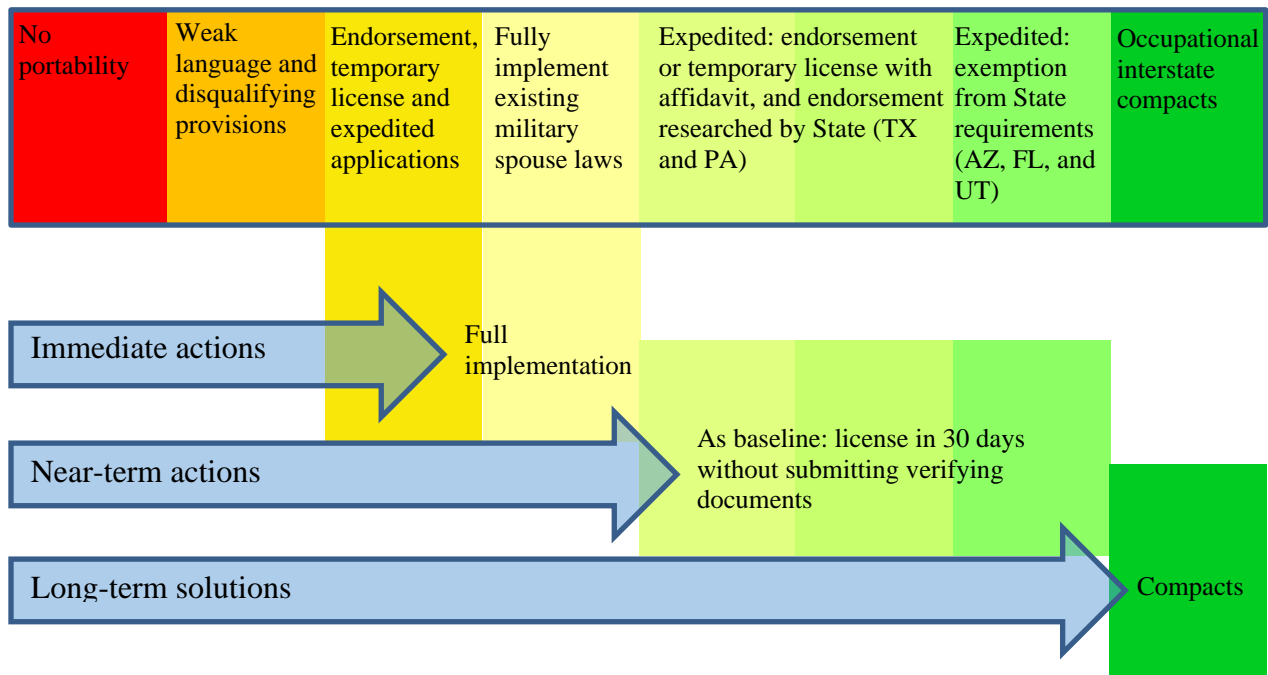 No
portability
Weak
language and
disqualifying
provisions
Endorsement,
temporary
license and
expedited
applications
Fully
implement
existing
military
spouse laws
Expedited: endorsement
or temporary license with
affidavit, and endorsement
researched by State (TX
and PA)
Expedited:
exemption
from State
requirements
(AZ, FL, and
UT)
Occupational
interstate
compacts
Immediate actions
Full
implementation
Near-term actions
As baseline: license in 30 days
without submitting verifying
documents
Long-term solutions
Compacts